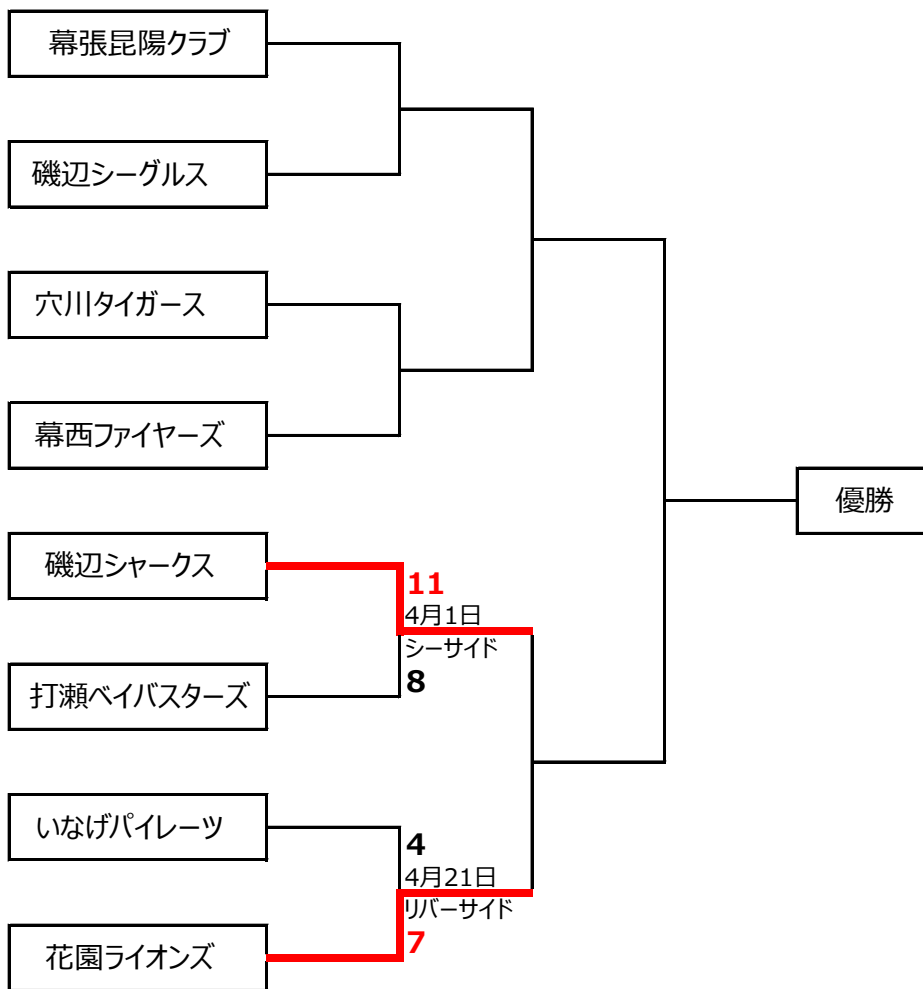 幕張昆陽クラブ
磯辺シーグルス
穴川タイガース
幕西ファイヤーズ
優勝
磯辺シャークス
11
4月1日
シーサイド
8
打瀬ベイバスターズ
いなげパイレーツ
4
4月21日
リバーサイド
7
花園ライオンズ